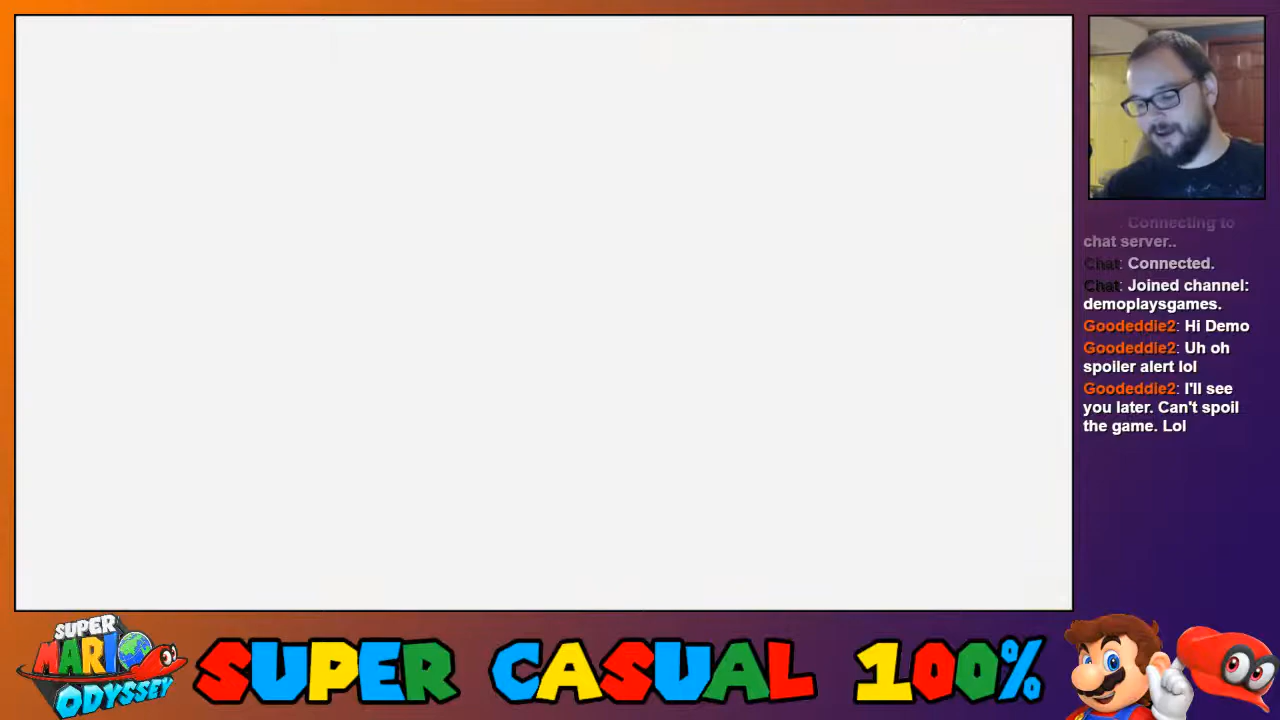 Connecting to
chat server..
Chat: Connected.
Chat: Joined channel:
demoplaysgames.
Goodeddie2: Hi Demo
Goodeddie2: Uh oh
spoiler alert lol
Goodeddie2: I'll see
you later. Can't spoil
the game. Lol
SUPER
MARIO
ODYSSEY
SUPER CASUAL 100%